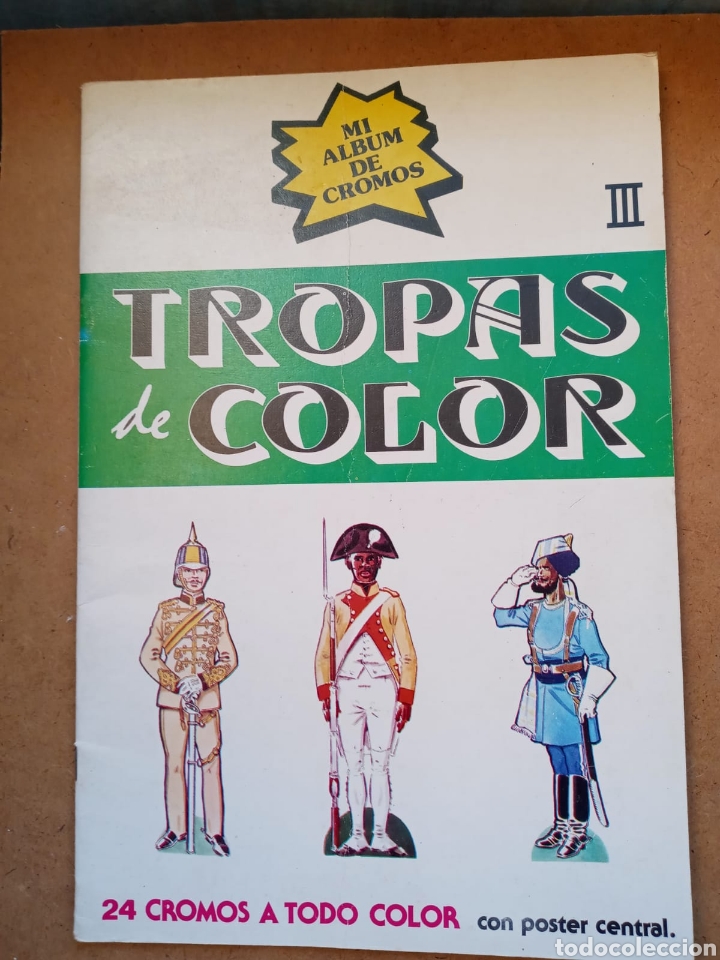 MI
ALBUM
DE
CROMOS
III
TROPAS
de COLOR
24 CROMOS A TODO COLOR con poster central.
todocoleccion